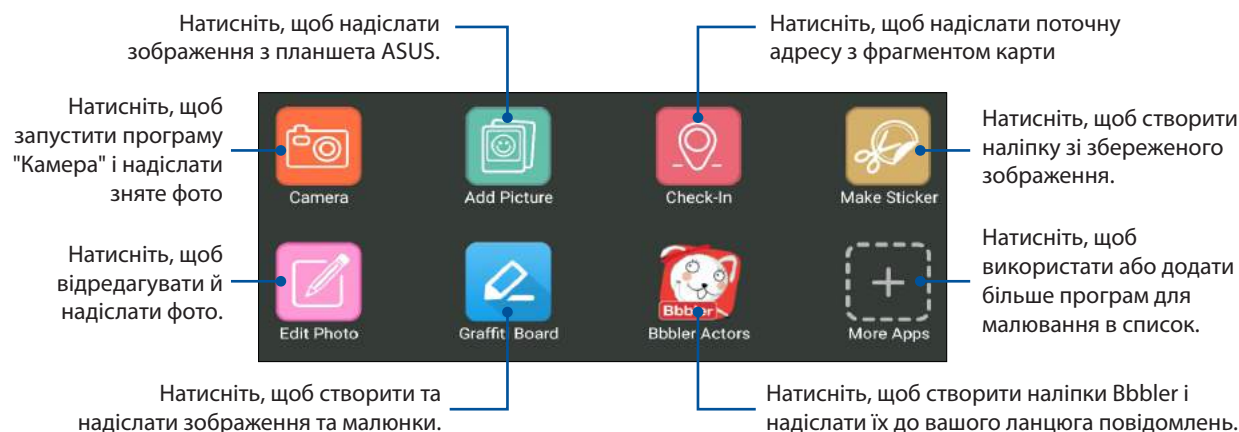 Натисніть, щоб надіслати
зображення з планшета ASUS.
Натисніть, щоб надіслати поточну
адресу з фрагментом карти
Натисніть, щоб
запустити програму
"Камера" і надіслати
зняте фото
Натисніть, щоб створити
наліпку зі збереженого
зображення.
Camera
Add Picture
Check-In
Make Sticker
Натисніть, щоб
відредагувати й
надіслати фото.
Натисніть, щоб
використати або додати
більше програм для
малювання в список.
Bbbler
Edit Photo
Graffiti Board
Bbbler Actors
More Apps
Натисніть, щоб створити та
надіслати зображення та малюнки.
Натисніть, щоб створити наліпки Bbbler і
надіслати їх до вашого ланцюга повідомлень.